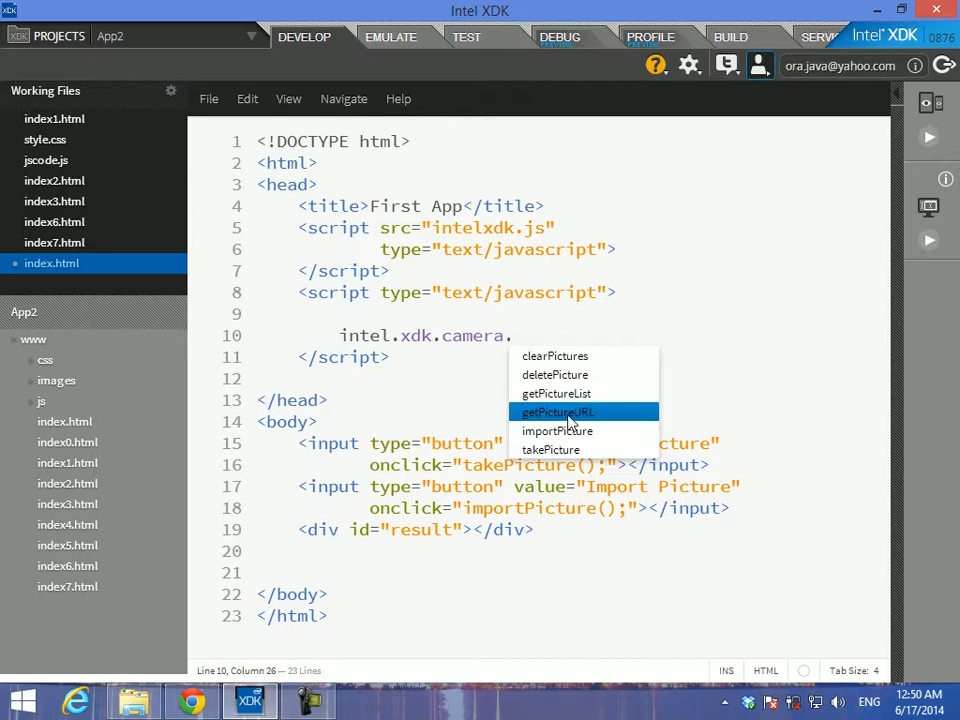 Intel XDK
PROJECTS App2 DEVELOP EMULATE TEST DEBUG PREVIEW PROFILE PREVIEW BUILD SERV Intel XDK 0876
ora.java@yahoo.com
Working Files
index1.html
style.css
jscode.js
index2.html
index3.html
index6.html
index7.html
index.html
App2
www
css
images
js
index.html
index0.html
index1.html
index2.html
index3.html
index4.html
index5.html
index6.html
index7.html
File Edit View Navigate Help
1 <!DOCTYPE html>
2 <html>
3 <head>
4 <title>First App</title>
5 <script src="intelxdk.js"
6 type="text/javascript">
7 </script>
8 <script type="text/javascript">
9
10 intel.xdk.camera.
11 </script>
12
13 </head>
14 <body>
15 <input type="button" cture"
16 onclick="takePicture();"></input>
17 <input type="button" value="Import Picture"
18 onclick="importPicture();"></input>
19 <div id="result"></div>
20
21
22 </body>
23 </html>
clearPictures
deletePicture
getPictureList
getPictureURL
importPicture
takePicture
Line 10, Column 26 — 23 Lines INS HTML Tab Size: 4
XDK
ENG 12:50 AM
6/17/2014